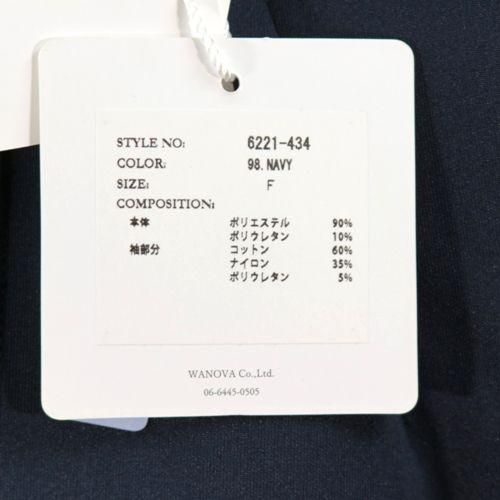 STYLE NO: 6221-434
COLOR: 98.NAVY
SIZE: F
COMPOSITION:
本体 ポリエステル 90%
ポリウレタン 10%
袖部分 コットン 60%
ナイロン 35%
ポリウレタン 5%
WANOVA Co.,Ltd.
06-6445-0505